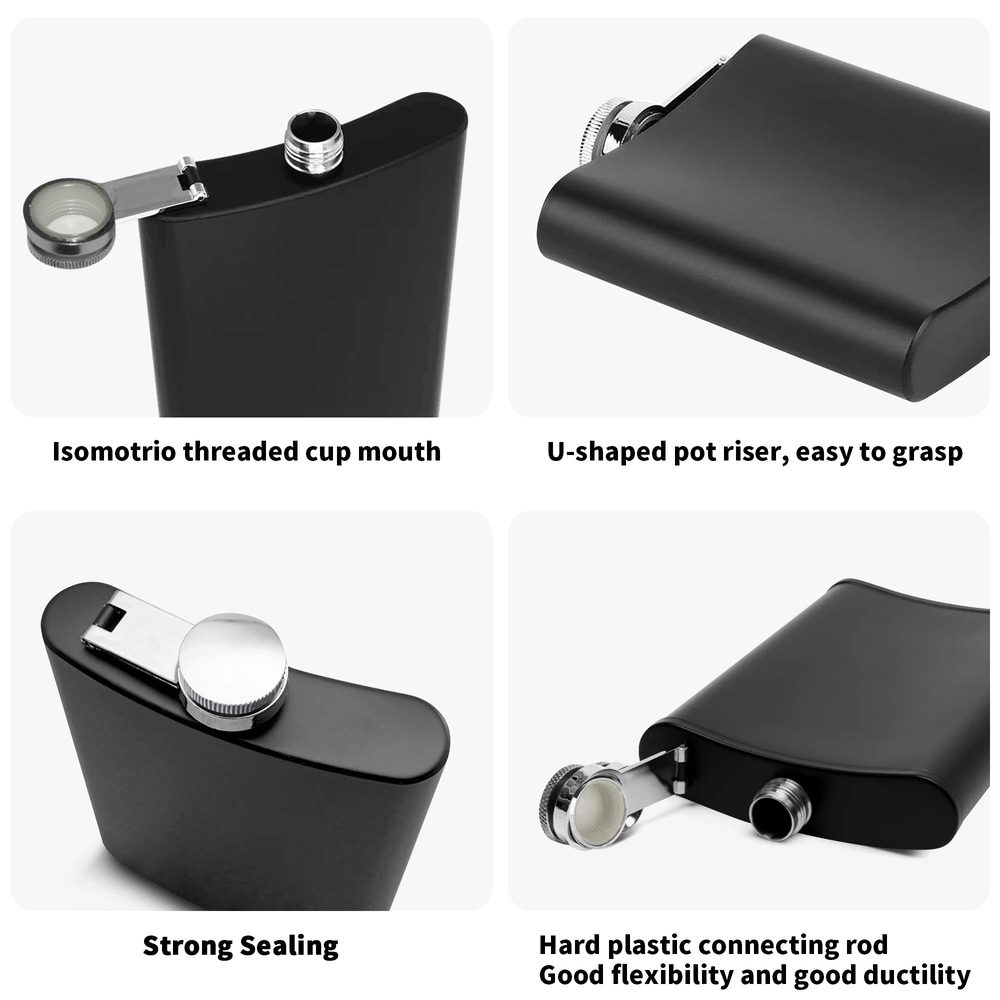 Isomotrio threaded cup mouth
U-shaped pot riser, easy to grasp
Strong Sealing
Hard plastic connecting rod
Good flexibility and good ductility